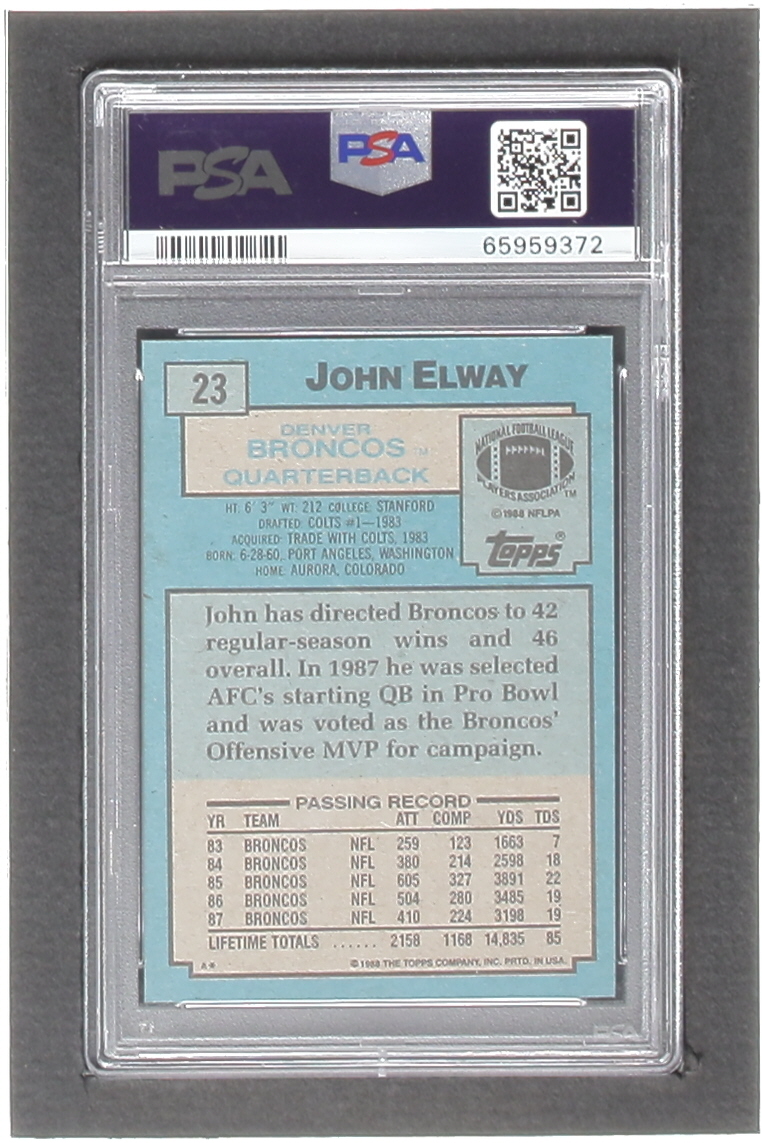 PSA
PSA
65959372
23
JOHN ELWAY
DENVER
BRONCOS TM
QUARTERBACK
NATIONAL FOOTBALL LEAGUE
PLAYERS ASSOCIATION TM
© 1988 NFLPA
topps®
HT: 6' 3" WT: 212 COLLEGE: STANFORD
DRAFTED: COLTS #1—1983
ACQUIRED: TRADE WITH COLTS, 1983
BORN: 6-28-60, PORT ANGELES, WASHINGTON
HOME: AURORA, COLORADO
John has directed Broncos to 42
regular-season wins and 46
overall. In 1987 he was selected
AFC's starting QB in Pro Bowl
and was voted as the Broncos'
Offensive MVP for campaign.
PASSING RECORD
YR TEAM ATT COMP YDS TDS
83 BRONCOS NFL 259 123 1663 7
84 BRONCOS NFL 380 214 2598 18
85 BRONCOS NFL 605 327 3891 22
86 BRONCOS NFL 504 280 3485 19
87 BRONCOS NFL 410 224 3198 19
LIFETIME TOTALS ...... 2158 1168 14,835 85
A* © 1988 THE TOPPS COMPANY, INC. PRTD. IN USA.
PSA